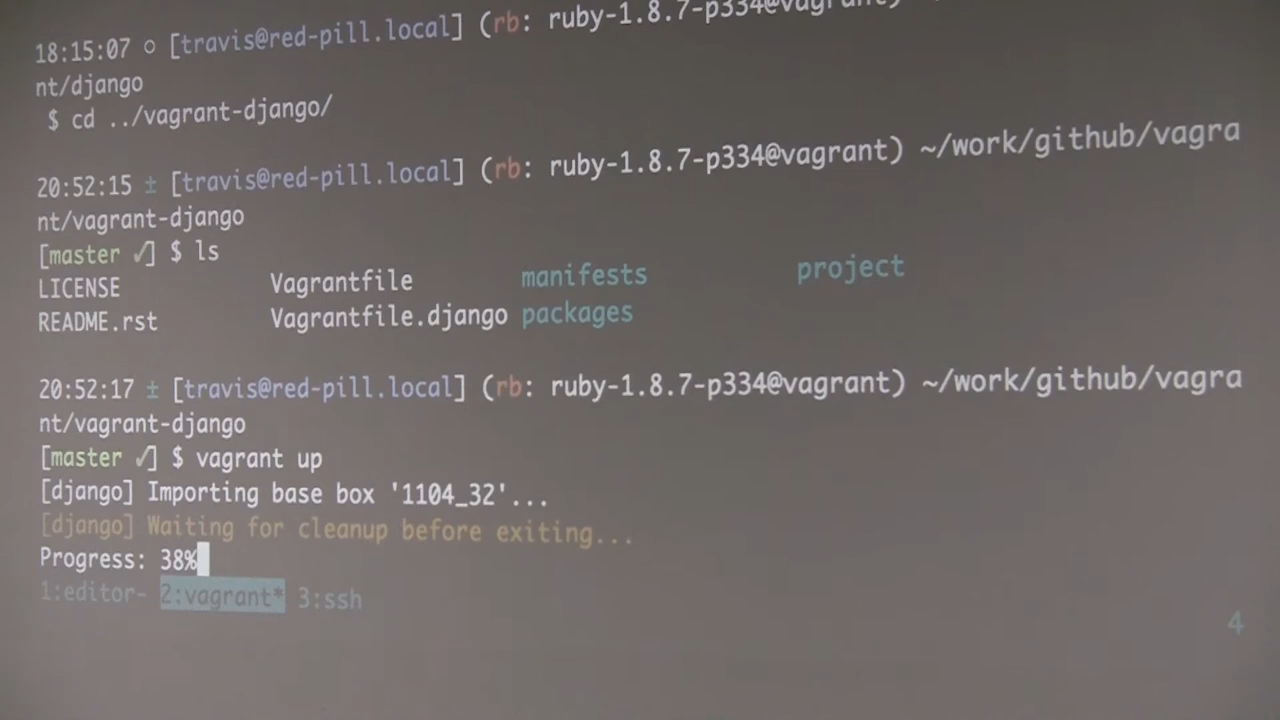 18:15:07 ○ [travis@red-pill.local] (rb: ruby-1.8.7-p334@vagrant)
nt/django
$ cd ../vagrant-django/
20:52:15 ± [travis@red-pill.local] (rb: ruby-1.8.7-p334@vagrant) ~/work/github/vagra
nt/vagrant-django
[master ✓] $ ls
LICENSE Vagrantfile manifests project
README.rst Vagrantfile.django packages
20:52:17 ± [travis@red-pill.local] (rb: ruby-1.8.7-p334@vagrant) ~/work/github/vagra
nt/vagrant-django
[master ✓] $ vagrant up
[django] Importing base box '1104_32'...
[django] Waiting for cleanup before exiting...
Progress: 38%
1:editor- 2:vagrant* 3:ssh
4